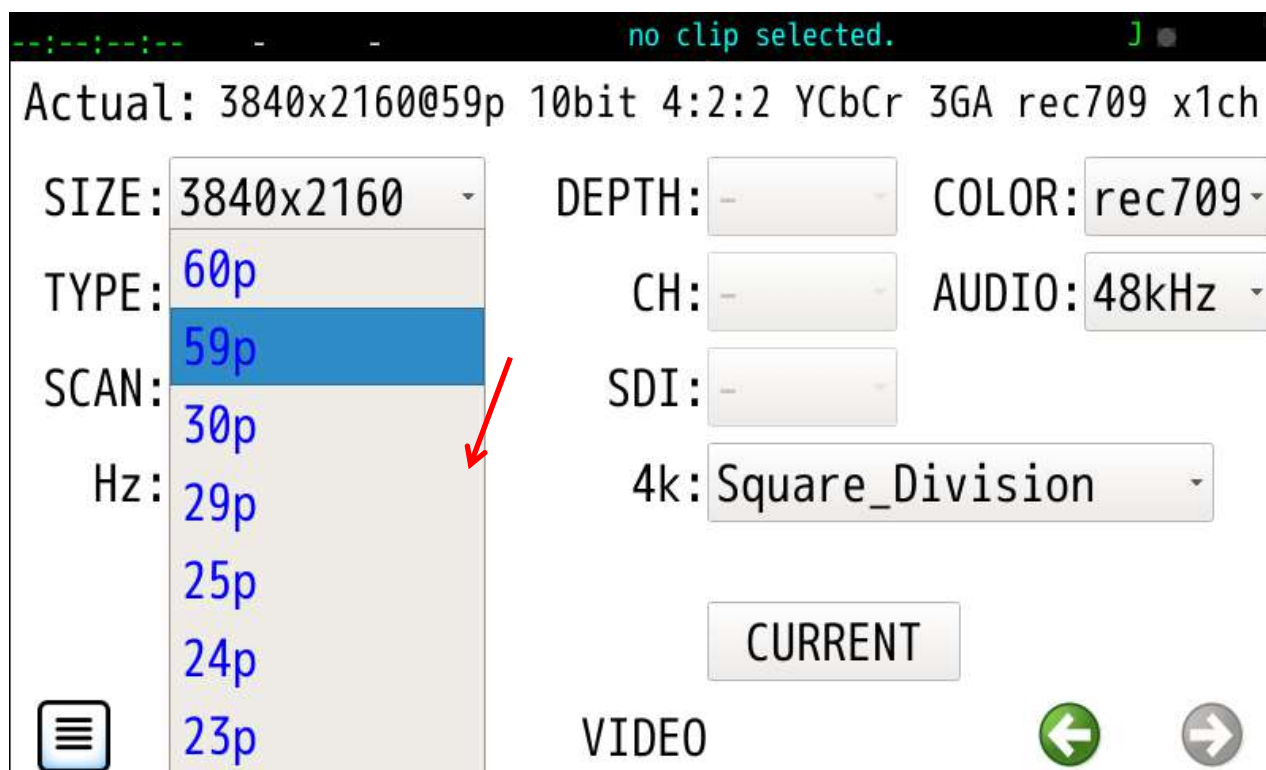 --:--:--:-- - - no clip selected. J
Actual: 3840x2160@59p 10bit 4:2:2 YCbCr 3GA rec709 x1ch
SIZE: 3840x2160 DEPTH: - COLOR: rec709
60p
TYPE: CH: - AUDIO: 48kHz
59p
SCAN: SDI: -
30p
Hz: 4k: Square_Division
29p
25p
CURRENT
24p
23p
VIDEO